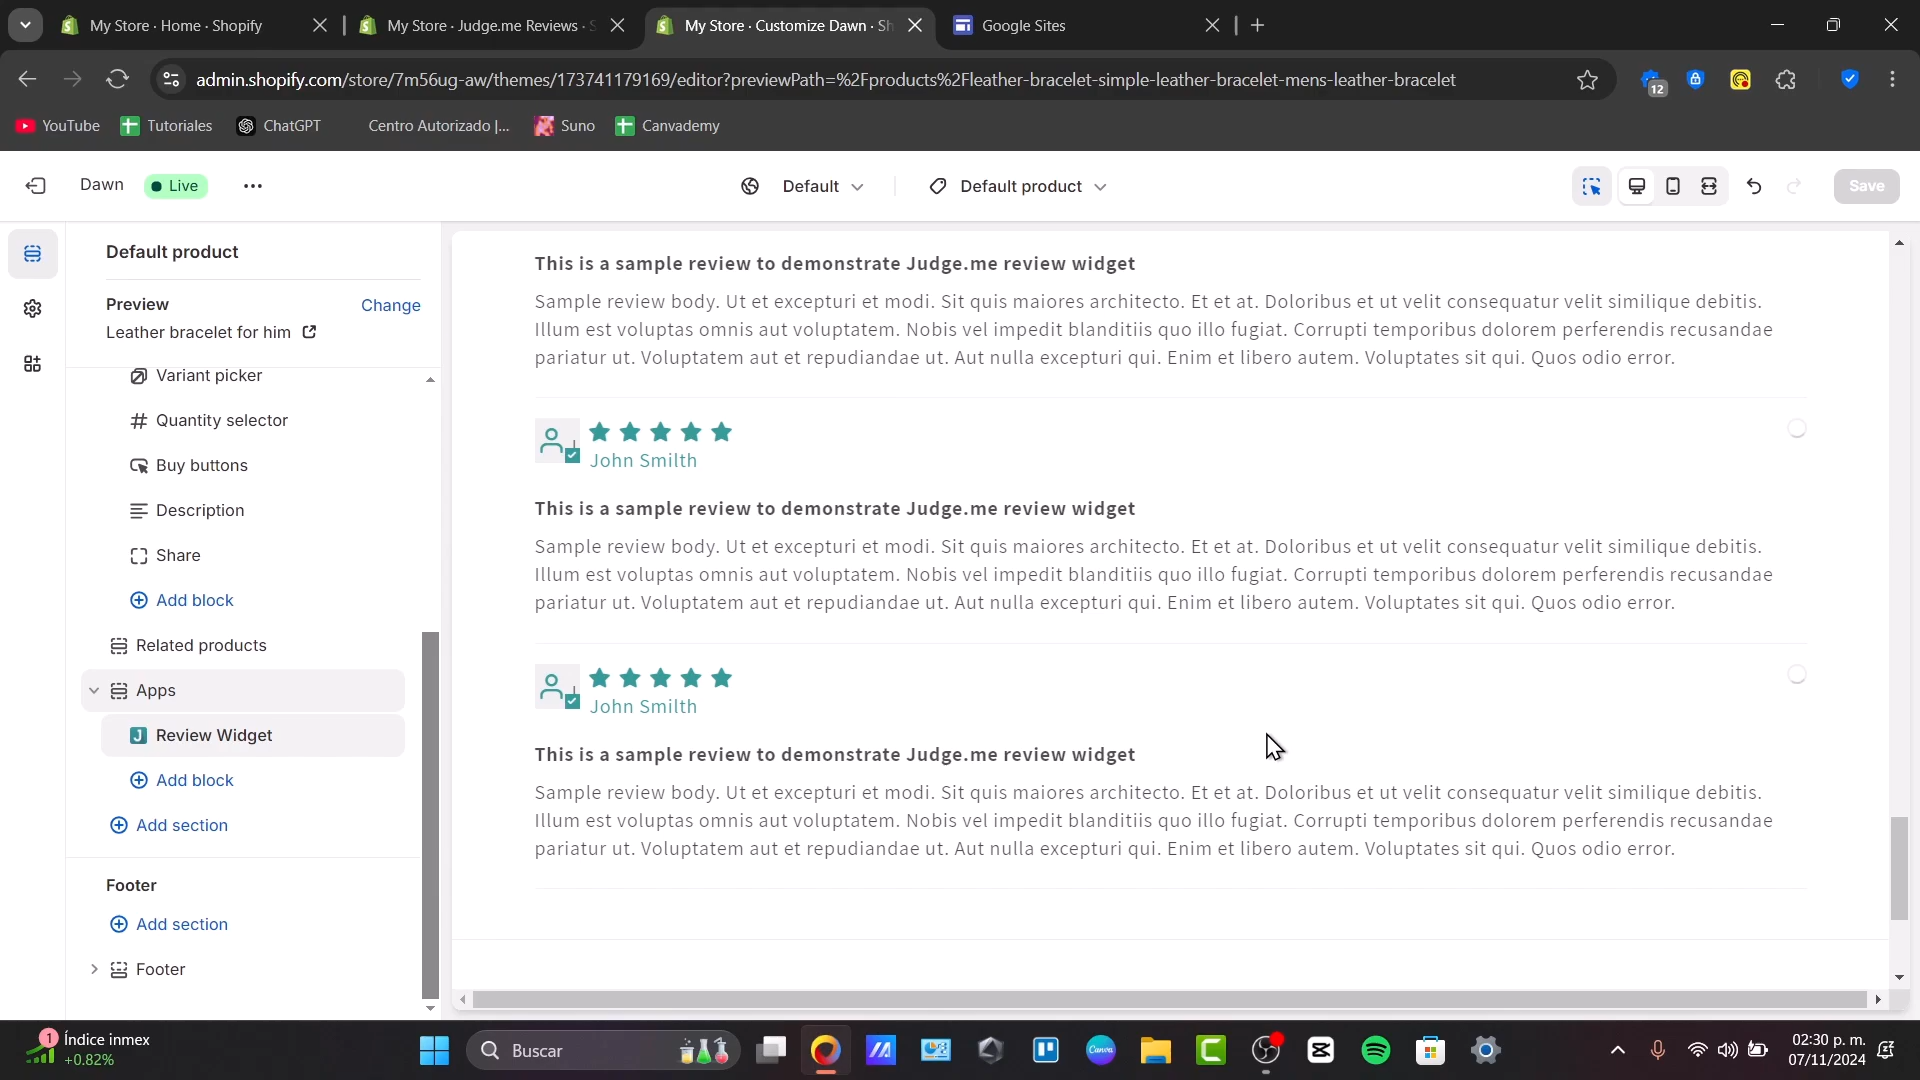 My Store · Home · Shopify
My Store · Judge.me Reviews · S
My Store · Customize Dawn · Sh
Google Sites
admin.shopify.com/store/7m56ug-aw/themes/173741179169/editor?previewPath=%2Fproducts%2Fleather-bracelet-simple-leather-bracelet-mens-leather-bracelet
12
YouTube
Tutoriales
ChatGPT
Centro Autorizado |...
Suno
Canvademy
Dawn
Live
Default
Default product
Save
Default product
Preview
Change
Leather bracelet for him
Variant picker
Quantity selector
Buy buttons
Description
Share
Add block
Related products
Apps
Review Widget
Add block
Add section
Footer
Add section
Footer
This is a sample review to demonstrate Judge.me review widget
Sample review body. Ut et excepturi et modi. Sit quis maiores architecto. Et et at. Doloribus et ut velit consequatur velit similique debitis.
Illum est voluptas omnis aut voluptatem. Nobis vel impedit blanditiis quo illo fugiat. Corrupti temporibus dolorem perferendis recusandae
pariatur ut. Voluptatem aut et repudiandae ut. Aut nulla excepturi qui. Enim et libero autem. Voluptates sit qui. Quos odio error.
John Smilth
This is a sample review to demonstrate Judge.me review widget
Sample review body. Ut et excepturi et modi. Sit quis maiores architecto. Et et at. Doloribus et ut velit consequatur velit similique debitis.
Illum est voluptas omnis aut voluptatem. Nobis vel impedit blanditiis quo illo fugiat. Corrupti temporibus dolorem perferendis recusandae
pariatur ut. Voluptatem aut et repudiandae ut. Aut nulla excepturi qui. Enim et libero autem. Voluptates sit qui. Quos odio error.
John Smilth
This is a sample review to demonstrate Judge.me review widget
Sample review body. Ut et excepturi et modi. Sit quis maiores architecto. Et et at. Doloribus et ut velit consequatur velit similique debitis.
Illum est voluptas omnis aut voluptatem. Nobis vel impedit blanditiis quo illo fugiat. Corrupti temporibus dolorem perferendis recusandae
pariatur ut. Voluptatem aut et repudiandae ut. Aut nulla excepturi qui. Enim et libero autem. Voluptates sit qui. Quos odio error.
1
Índice inmex
+0.82%
Buscar
Canva
02:30 p. m.
07/11/2024